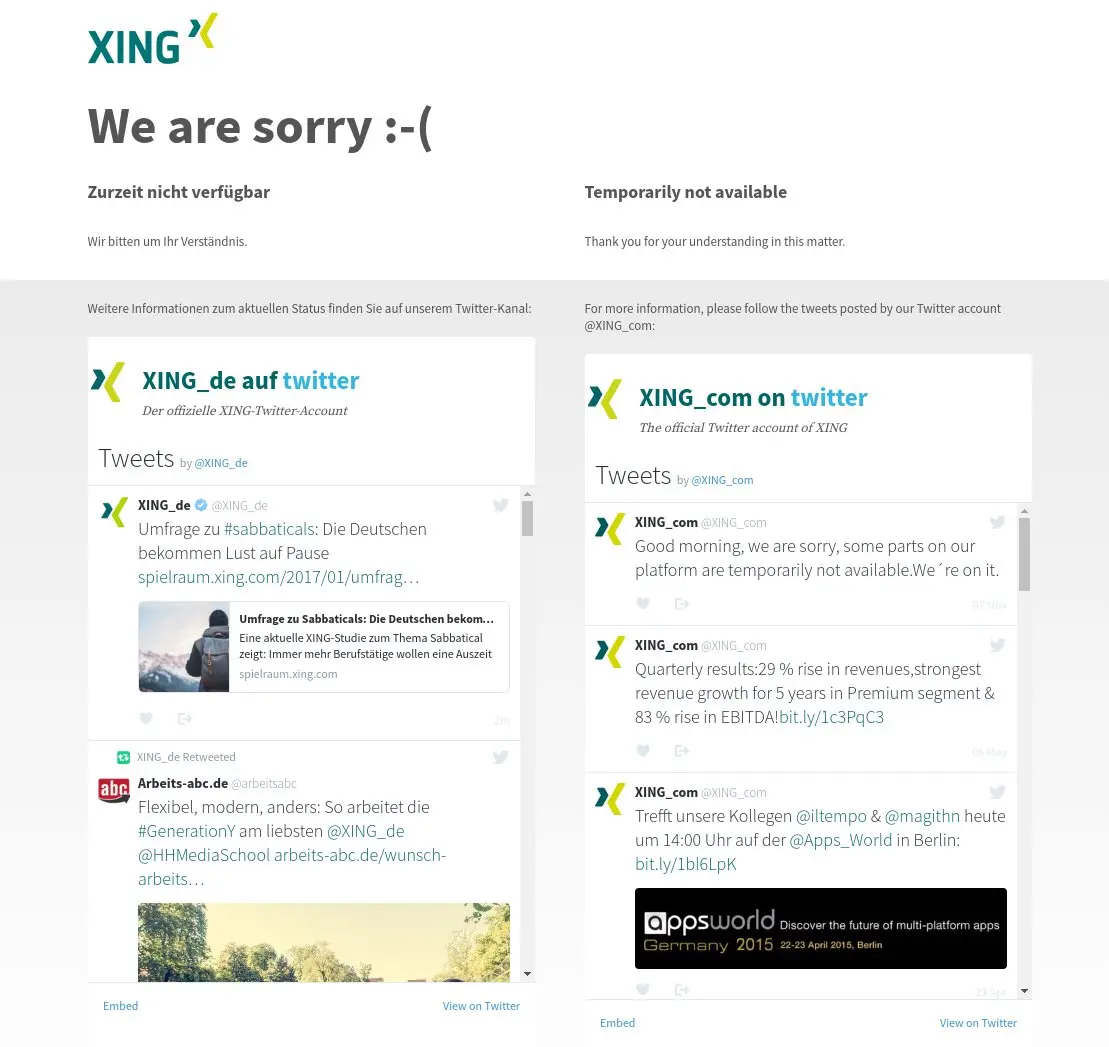 XING
We are sorry :-(
Zurzeit nicht verfügbar
Wir bitten um Ihr Verständnis.
Temporarily not available
Thank you for your understanding in this matter.
Weitere Informationen zum aktuellen Status finden Sie auf unserem Twitter-Kanal:
XING_de auf twitter
Der offizielle XING-Twitter-Account
Tweets by @XING_de
XING_de @XING_de
Umfrage zu #sabbaticals: Die Deutschen
bekommen Lust auf Pause
spielraum.xing.com/2017/01/umfrag…
Umfrage zu Sabbaticals: Die Deutschen bekom…
Eine aktuelle XING-Studie zum Thema Sabbatical
zeigt: Immer mehr Berufstätige wollen eine Auszeit
spielraum.xing.com
2m
XING_de Retweeted
abc
Arbeits-abc.de @arbeitsabc
Flexibel, modern, anders: So arbeitet die
#GenerationY am liebsten @XING_de
@HHMediaSchool arbeits-abc.de/wunsch-
arbeits…
Embed
View on Twitter
For more information, please follow the tweets posted by our Twitter account
@XING_com:
XING_com on twitter
The official Twitter account of XING
Tweets by @XING_com
XING_com @XING_com
Good morning, we are sorry, some parts on our
platform are temporarily not available.We´re on it.
07 Nov
XING_com @XING_com
Quarterly results:29 % rise in revenues,strongest
revenue growth for 5 years in Premium segment &
83 % rise in EBITDA!bit.ly/1c3PqC3
06 May
XING_com @XING_com
Trefft unsere Kollegen @iltempo & @magithn heute
um 14:00 Uhr auf der @Apps_World in Berlin:
bit.ly/1bl6LpK
appsworld Discover the future of multi-platform apps
Germany 2015 22-23 April 2015, Berlin
23 Apr
Embed
View on Twitter